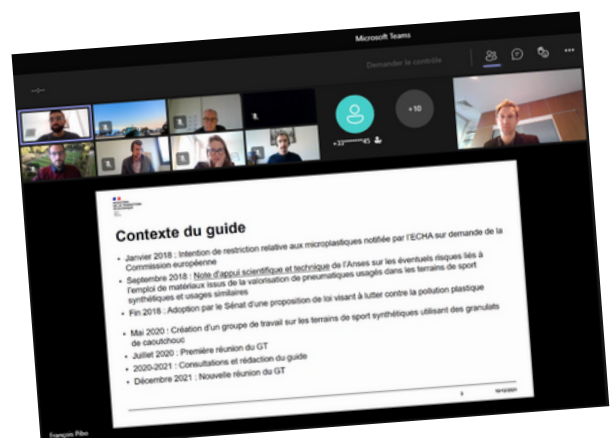 Microsoft Teams
Demander le contrôle
+10
+33********45
Contexte du guide
• Janvier 2018 : Intention de restriction relative aux microplastiques notifiée par l'ECHA sur demande de la
Commission européenne
• Septembre 2018 : Note d'appui scientifique et technique de l'Anses sur les éventuels risques liés à
l'emploi de matériaux issus de la valorisation de pneumatiques usagés dans les terrains de sport
synthétiques et usages similaires
• Fin 2018 : Adoption par le Sénat d'une proposition de loi visant à lutter contre la pollution plastique
• Mai 2020 : Création d'un groupe de travail sur les terrains de sport synthétiques utilisant des granulats
de caoutchouc
• Juillet 2020 : Première réunion du GT
• 2020-2021 : Consultations et rédaction du guide
• Décembre 2021 : Nouvelle réunion du GT
3
10/12/2021
François Pibo